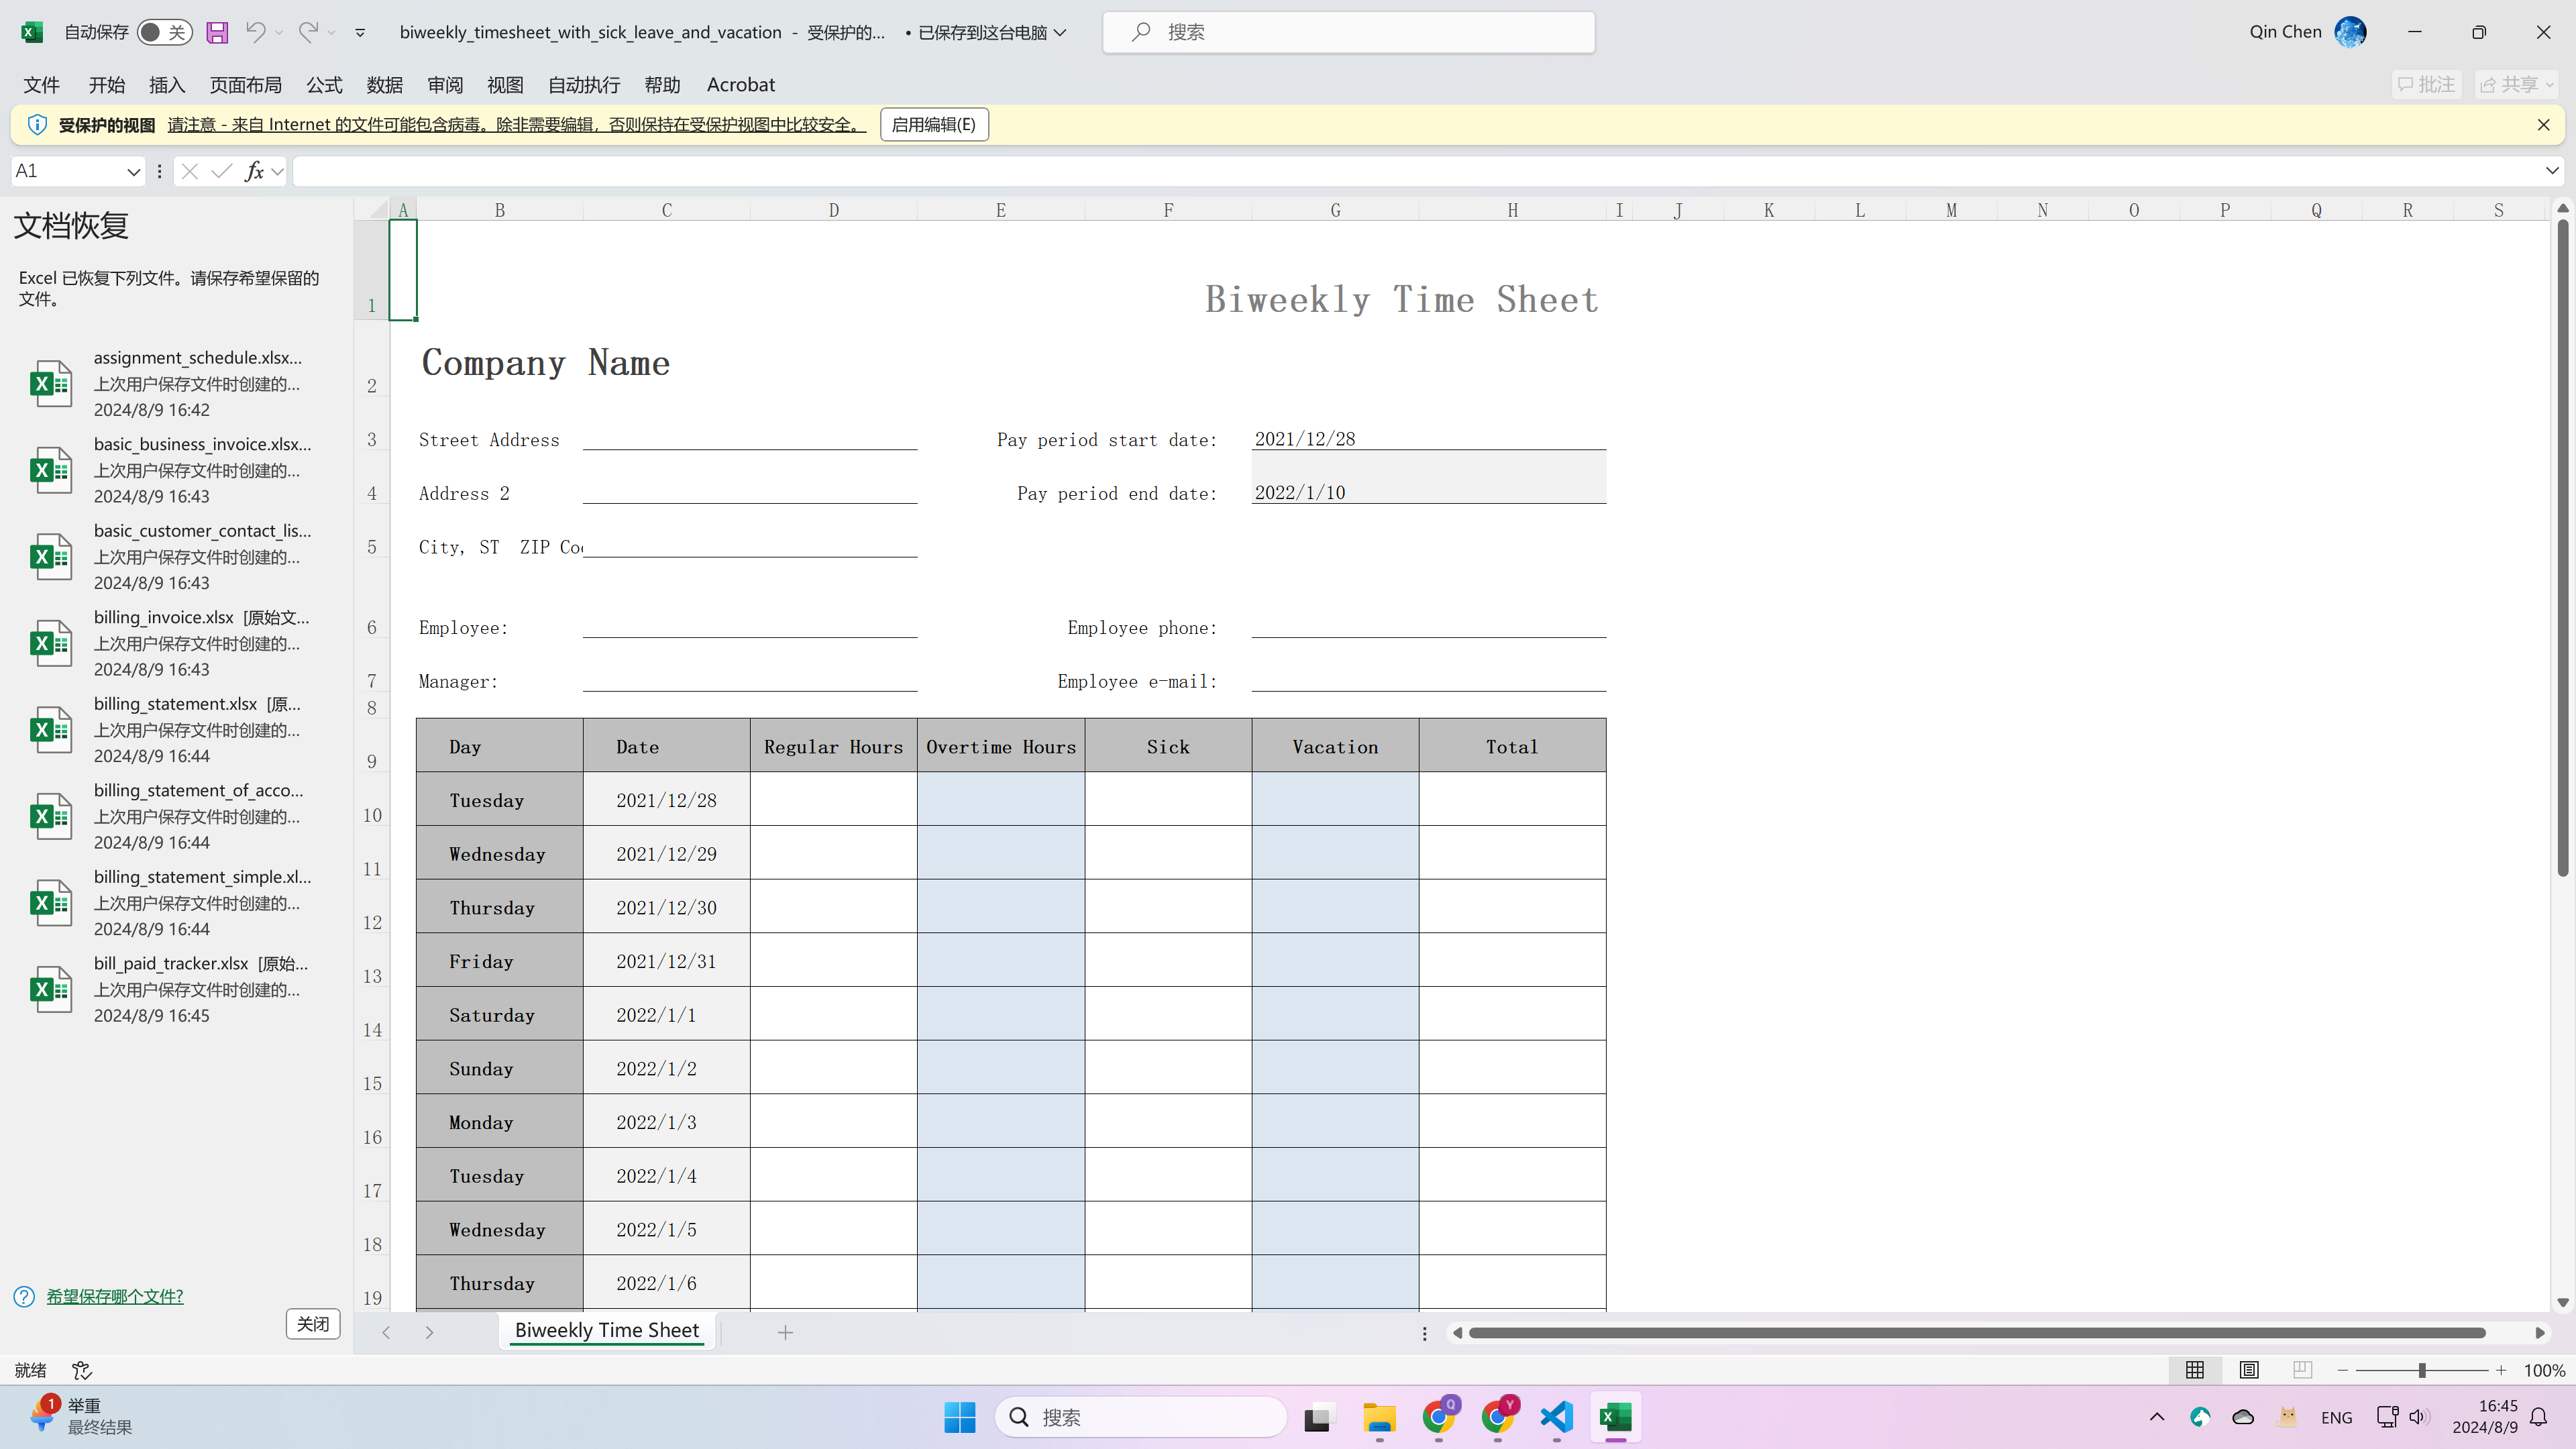 自动保存 关 biweekly_timesheet_with_sick_leave_and_vacation - 受保护的... • 已保存到这台电脑 搜索 Qin Chen
文件 开始 插入 页面布局 公式 数据 审阅 视图 自动执行 帮助 Acrobat 批注 共享
受保护的视图 请注意 - 来自 Internet 的文件可能包含病毒。除非需要编辑，否则保持在受保护视图中比较安全。 启用编辑(E)
A1 fx
文档恢复
Excel 已恢复下列文件。请保存希望保留的
文件。
assignment_schedule.xlsx...
上次用户保存文件时创建的...
2024/8/9 16:42
basic_business_invoice.xlsx...
上次用户保存文件时创建的...
2024/8/9 16:43
basic_customer_contact_lis...
上次用户保存文件时创建的...
2024/8/9 16:43
billing_invoice.xlsx [原始文...
上次用户保存文件时创建的...
2024/8/9 16:43
billing_statement.xlsx [原...
上次用户保存文件时创建的...
2024/8/9 16:44
billing_statement_of_acco...
上次用户保存文件时创建的...
2024/8/9 16:44
billing_statement_simple.xl...
上次用户保存文件时创建的...
2024/8/9 16:44
bill_paid_tracker.xlsx [原始...
上次用户保存文件时创建的...
2024/8/9 16:45
希望保存哪个文件?
关闭
A B C D E F G H I J K L M N O P Q R S
1 Biweekly Time Sheet
2 Company Name
3 Street Address Pay period start date: 2021/12/28
4 Address 2 Pay period end date: 2022/1/10
5 City, ST ZIP Co
6 Employee: Employee phone:
7 Manager: Employee e-mail:
8
9 Day Date Regular Hours Overtime Hours Sick Vacation Total
10 Tuesday 2021/12/28
11 Wednesday 2021/12/29
12 Thursday 2021/12/30
13 Friday 2021/12/31
14 Saturday 2022/1/1
15 Sunday 2022/1/2
16 Monday 2022/1/3
17 Tuesday 2022/1/4
18 Wednesday 2022/1/5
19 Thursday 2022/1/6
Biweekly Time Sheet
就绪 100%
1 举重
最终结果
搜索
Q Y
ENG
16:45
2024/8/9